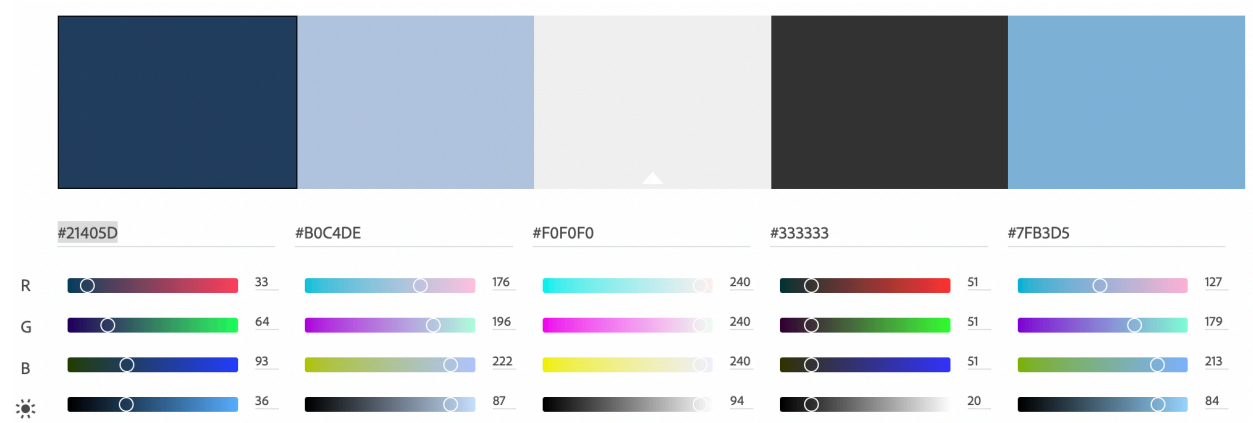 #21405D #B0C4DE #F0F0F0 #333333 #7FB3D5
R 33 176 240 51 127
G 64 196 240 51 179
B 93 222 240 51 213
36 87 94 20 84